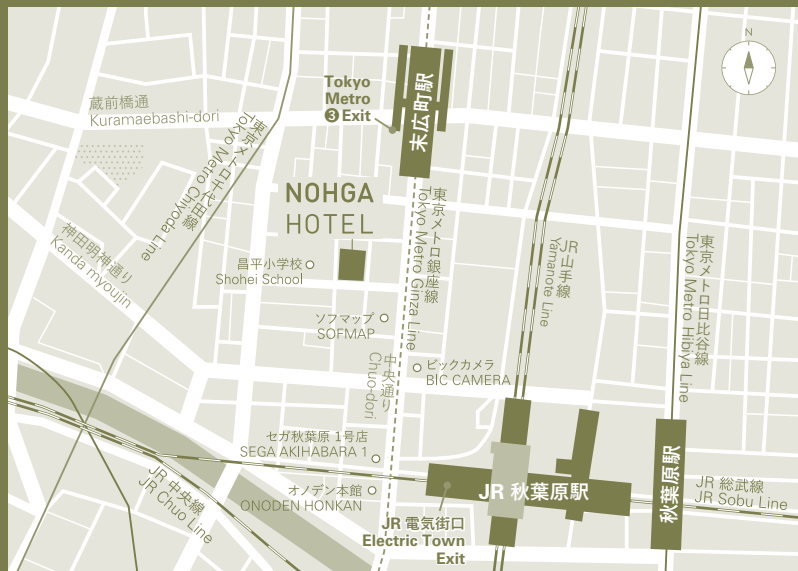 N
Tokyo
Metro
❸ Exit
末広町駅
蔵前橋通
Kuramaebashi-dori
東京メトロ千代田線
Tokyo Metro Chiyoda Line
NOHGA
HOTEL
東京メトロ銀座線
Tokyo Metro Ginza Line
神田明神通り
Kanda myoujin
昌平小学校
Shohei School
JR 山手線
Yamanote Line
東京メトロ日比谷線
Tokyo Metro Hibiya Line
ソフマップ
SOFMAP
中央通り
Chuo-dori
ビックカメラ
BIC CAMERA
セガ秋葉原 1号店
SEGA AKIHABARA 1
オノデン本館
ONODEN HONKAN
JR 中央線
JR Chuo Line
JR 秋葉原駅
秋葉原駅
JR 総武線
JR Sobu Line
JR 電気街口
Electric Town
Exit